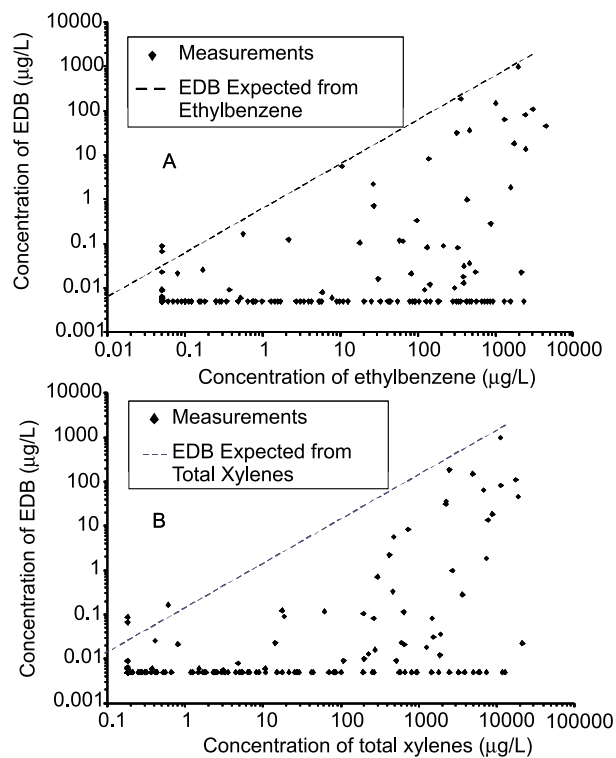 10000
1000
100
10
1
0.1
0.01
0.001
Concentration of EDB (µg/L)
Measurements
EDB Expected from
Ethylbenzene
A
0.01 0.1 1 10 100 1000 10000
Concentration of ethylbenzene (µg/L)
10000
1000
100
10
1
0.1
0.01
0.001
Concentration of EDB (µg/L)
Measurements
EDB Expected from
Total Xylenes
B
0.1 1 10 100 1000 10000 100000
Concentration of total xylenes (µg/L)